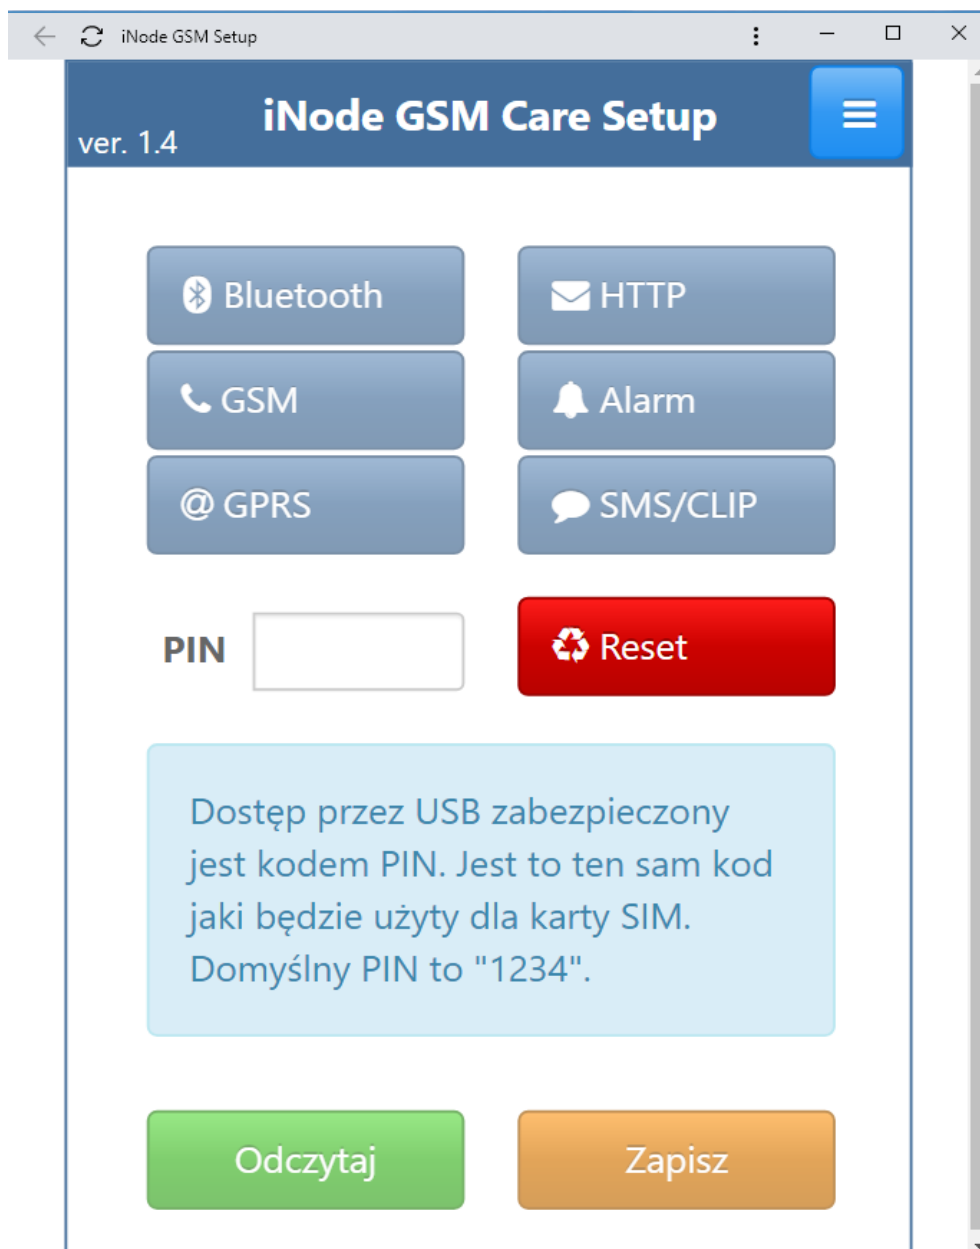 iNode GSM Setup
iNode GSM Care Setup
ver. 1.4
Bluetooth
HTTP
GSM
Alarm
@ GPRS
SMS/CLIP
PIN
Reset
Dostęp przez USB zabezpieczony
jest kodem PIN. Jest to ten sam kod
jaki będzie użyty dla karty SIM.
Domyślny PIN to "1234".
Odczytaj
Zapisz